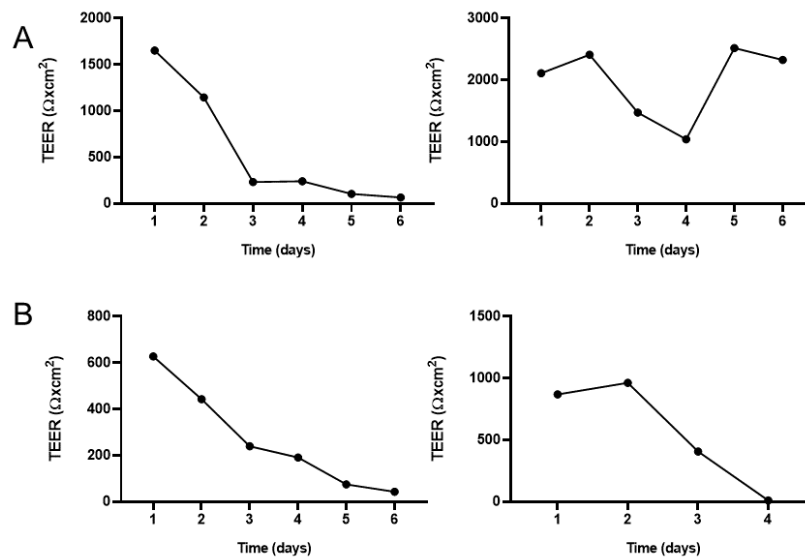 A
TEER (Ωxcm²)
2000
1500
1000
500
0
1 2 3 4 5 6
Time (days)
TEER (Ωxcm²)
3000
2000
1000
0
1 2 3 4 5 6
Time (days)
B
TEER (Ωxcm²)
800
600
400
200
0
1 2 3 4 5 6
Time (days)
TEER (Ωxcm²)
1500
1000
500
0
1 2 3 4
Time (days)